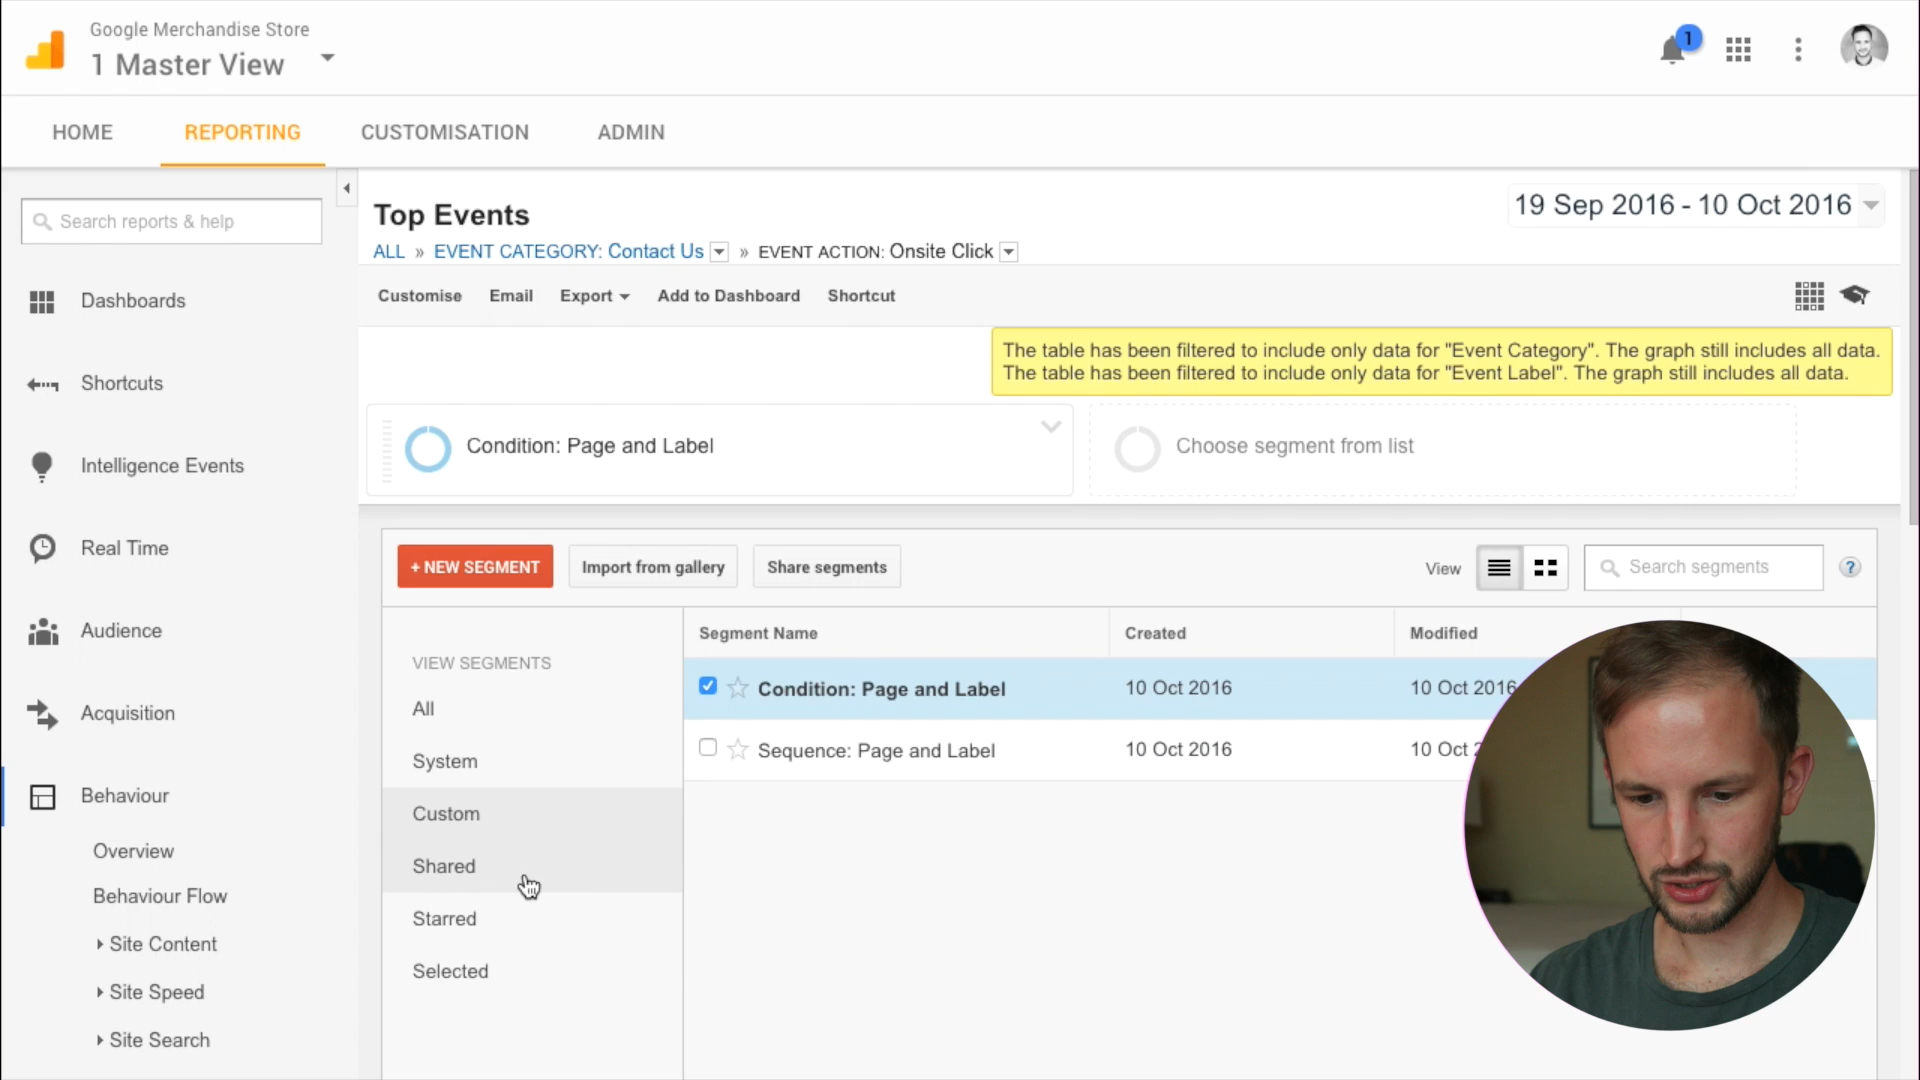 Google Merchandise Store
1 Master View
1
HOME REPORTING CUSTOMISATION ADMIN
Search reports & help
Dashboards
Shortcuts
Intelligence Events
Real Time
Audience
Acquisition
Behaviour
Overview
Behaviour Flow
Site Content
Site Speed
Site Search
Top Events
19 Sep 2016 - 10 Oct 2016
ALL » EVENT CATEGORY: Contact Us » EVENT ACTION: Onsite Click
Customise Email Export Add to Dashboard Shortcut
The table has been filtered to include only data for "Event Category". The graph still includes all data.
The table has been filtered to include only data for "Event Label". The graph still includes all data.
Condition: Page and Label
Choose segment from list
+ NEW SEGMENT Import from gallery Share segments View Search segments ?
VIEW SEGMENTS
All
System
Custom
Shared
Starred
Selected
Segment Name Created Modified
Condition: Page and Label 10 Oct 2016 10 Oct 2016
Sequence: Page and Label 10 Oct 2016 10 Oct